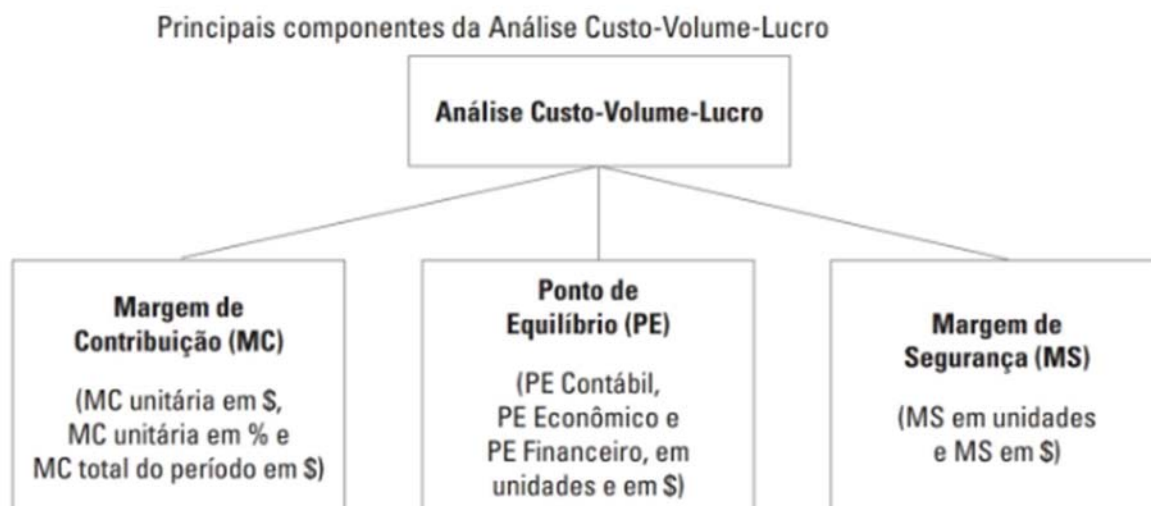 Principais componentes da Análise Custo-Volume-Lucro
Análise Custo-Volume-Lucro
Margem de
Contribuição (MC)
(MC unitária em $,
MC unitária em % e
MC total do período em $)
Ponto de
Equilíbrio (PE)
(PE Contábil,
PE Econômico e
PE Financeiro, em
unidades e em $)
Margem de
Segurança (MS)
(MS em unidades
e MS em $)